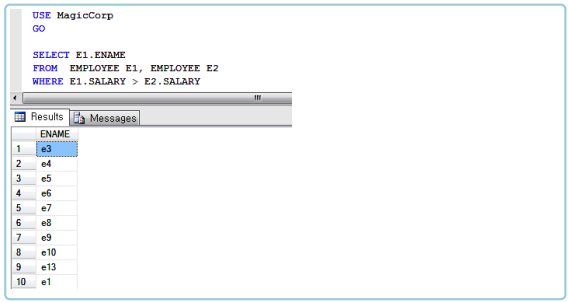 USE MagicCorp
GO
SELECT E1.ENAME
FROM EMPLOYEE E1, EMPLOYEE E2
WHERE E1.SALARY > E2.SALARY
Results Messages
ENAME
1 e3
2 e4
3 e5
4 e6
5 e7
6 e8
7 e9
8 e10
9 e13
10 e1